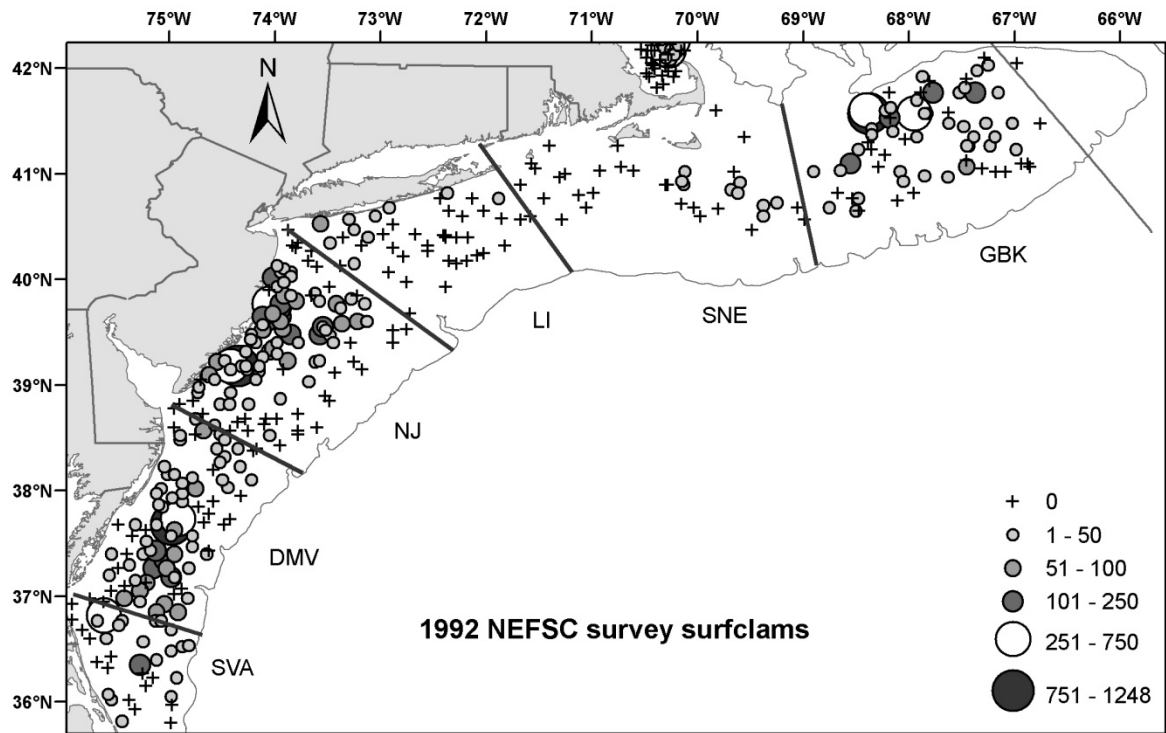 75°W 74°W 73°W 72°W 71°W 70°W 69°W 68°W 67°W 66°W
42°N
N
41°N
GBK
40°N
SNE
LI
39°N
NJ
38°N
0
1 - 50
DMV
51 - 100
37°N
101 - 250
1992 NEFSC survey surfclams
251 - 750
SVA
36°N
751 - 1248